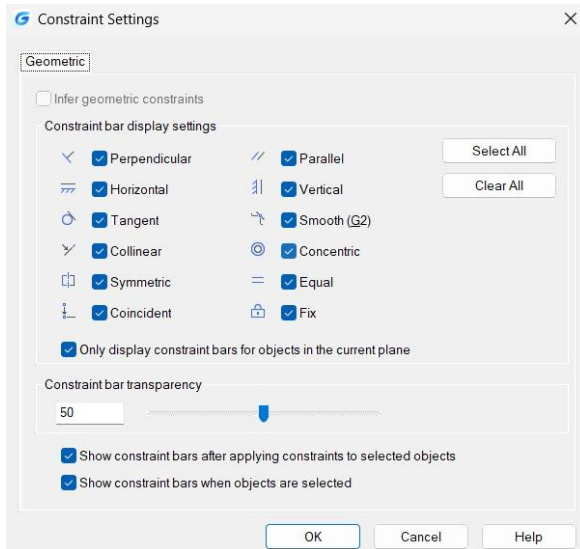 Constraint Settings
Geometric
Infer geometric constraints
Constraint bar display settings
Perpendicular Parallel Select All
Horizontal Vertical Clear All
Tangent Smooth (G2)
Collinear Concentric
Symmetric Equal
Coincident Fix
Only display constraint bars for objects in the current plane
Constraint bar transparency
50
Show constraint bars after applying constraints to selected objects
Show constraint bars when objects are selected
OK Cancel Help